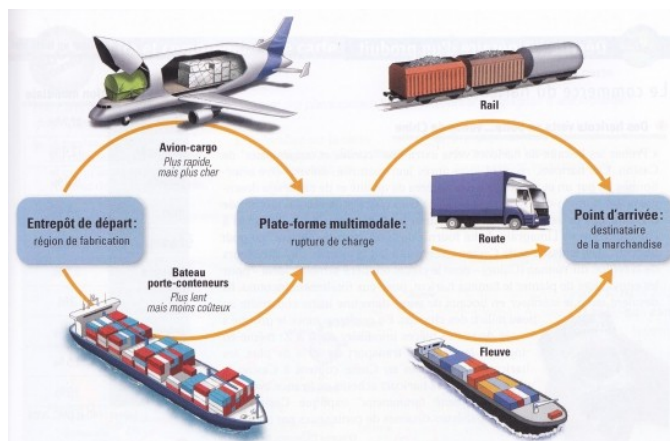 Avion-cargo
Plus rapide,
mais plus cher
Rail
Entrepôt de départ :
région de fabrication
Plate-forme multimodale :
rupture de charge
Route
Point d'arrivée :
destinataire
de la marchandise
Bateau
porte-conteneurs
Plus lent
mais moins coûteux
Fleuve